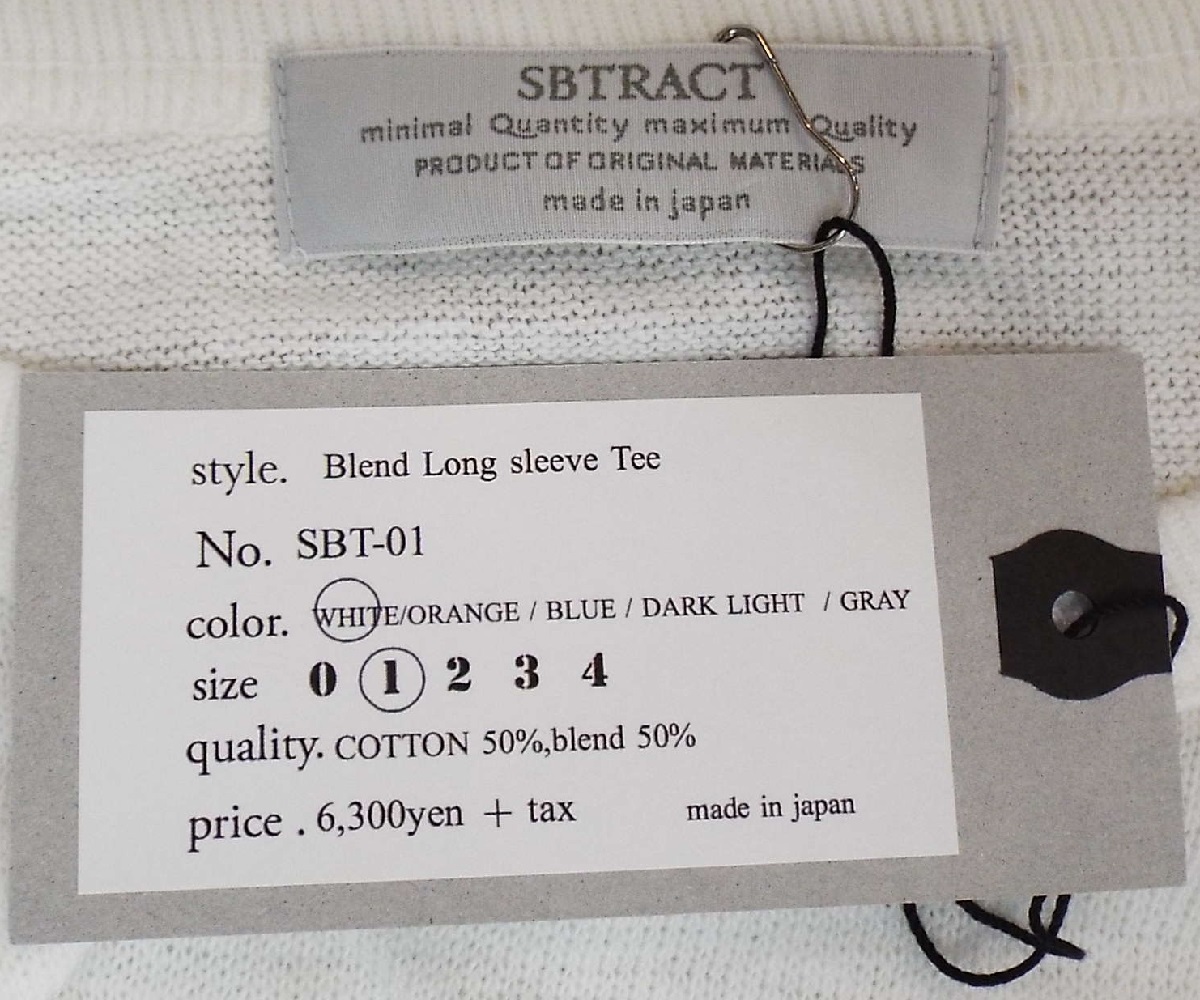 SBTRACT
minimal Quantity maximum Quality
PRODUCT OF ORIGINAL MATERIALS
made in japan
style. Blend Long sleeve Tee
No. SBT-01
color. WHITE/ORANGE / BLUE / DARK LIGHT / GRAY
size 0 1 2 3 4
quality. COTTON 50%,blend 50%
price . 6,300yen + tax made in japan